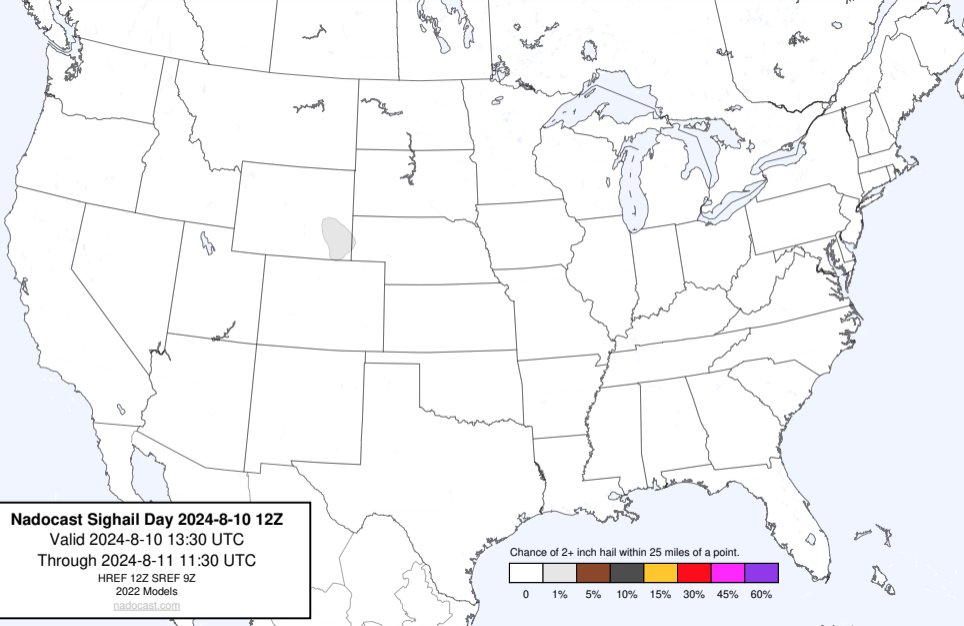 Nadocast Sighail Day 2024-8-10 12Z
Valid 2024-8-10 13:30 UTC
Through 2024-8-11 11:30 UTC
HREF 12Z SREF 9Z
2022 Models
nadocast.com
Chance of 2+ inch hail within 25 miles of a point.
0 1% 5% 10% 15% 30% 45% 60%